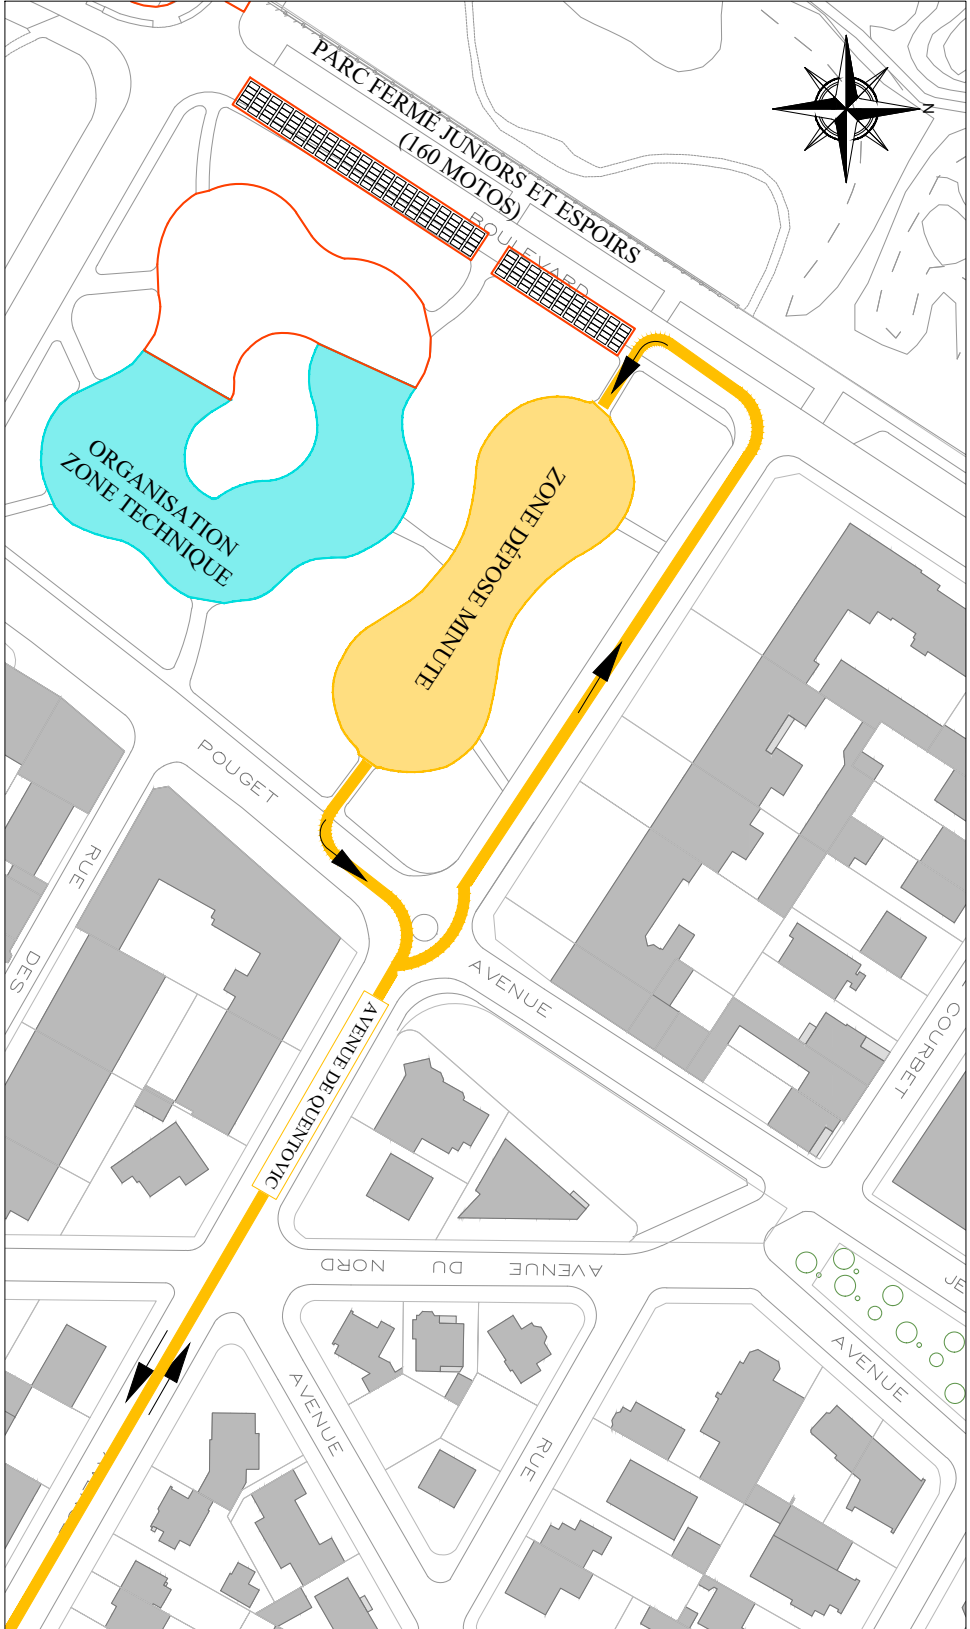 PARC FERMÉ JUNIORS ET ESPOIRS
(160 MOTOS)
N
BOULEVARD
ORGANISATION
ZONE TECHNIQUE
ZONE DÉPOSE MINUTE
POUGET
RUE
DES
AVENUE
COURBET
AVENUE DE QUENTOVIC
AVENUE DU NORD
JE
AVENUE
AVENUE
RUE